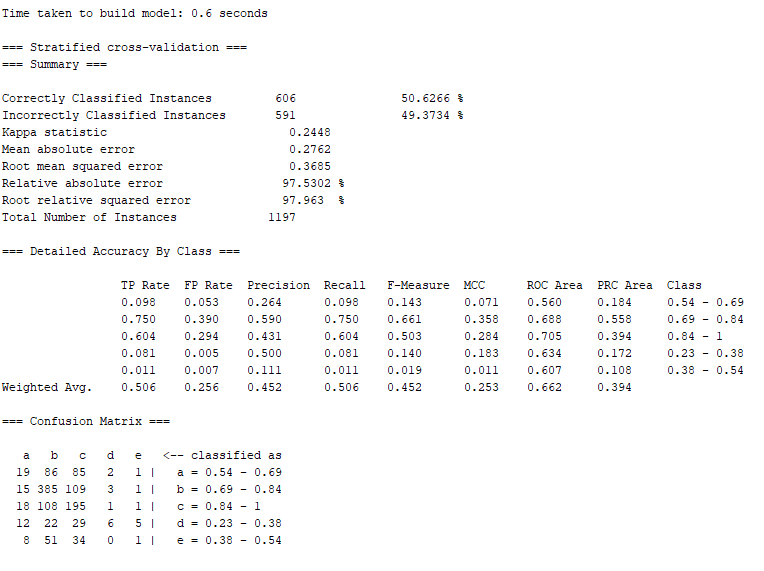 Time taken to build model: 0.6 seconds
=== Stratified cross-validation ===
=== Summary ===
Correctly Classified Instances 606 50.6266 %
Incorrectly Classified Instances 591 49.3734 %
Kappa statistic 0.2448
Mean absolute error 0.2762
Root mean squared error 0.3685
Relative absolute error 97.5302 %
Root relative squared error 97.963 %
Total Number of Instances 1197
=== Detailed Accuracy By Class ===
TP Rate FP Rate Precision Recall F-Measure MCC ROC Area PRC Area Class
0.098 0.053 0.264 0.098 0.143 0.071 0.560 0.184 0.54 - 0.69
0.750 0.390 0.590 0.750 0.661 0.358 0.688 0.558 0.69 - 0.84
0.604 0.294 0.431 0.604 0.503 0.284 0.705 0.394 0.84 - 1
0.081 0.005 0.500 0.081 0.140 0.183 0.634 0.172 0.23 - 0.38
0.011 0.007 0.111 0.011 0.019 0.011 0.607 0.108 0.38 - 0.54
Weighted Avg. 0.506 0.256 0.452 0.506 0.452 0.253 0.662 0.394
=== Confusion Matrix ===
a b c d e <-- classified as
19 86 85 2 1 | a = 0.54 - 0.69
15 385 109 3 1 | b = 0.69 - 0.84
18 108 195 1 1 | c = 0.84 - 1
12 22 29 6 5 | d = 0.23 - 0.38
8 51 34 0 1 | e = 0.38 - 0.54